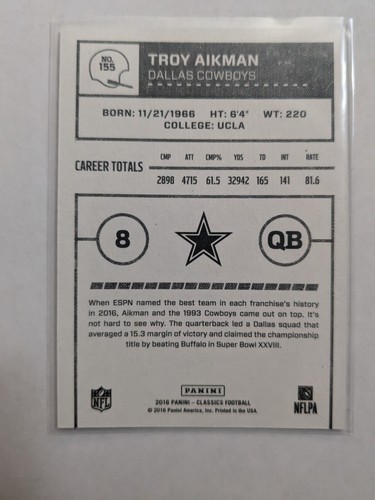 NO.
155
TROY AIKMAN
DALLAS COWBOYS
BORN: 11/21/1966 HT: 6'4" WT: 220
COLLEGE: UCLA
CAREER TOTALS
CMP ATT CMP% YDS TD INT RATE
2898 4715 61.5 32942 165 141 81.6
8 QB
When ESPN named the best team in each franchise's history
in 2016, Aikman and the 1993 Cowboys came out on top. It's
not hard to see why. The quarterback led a Dallas squad that
averaged a 15.3 margin of victory and claimed the championship
title by beating Buffalo in Super Bowl XXVIII.
NFL
PANINI
NFLPA
2016 PANINI - CLASSICS FOOTBALL
© 2016 Panini America, Inc. Printed in the USA.